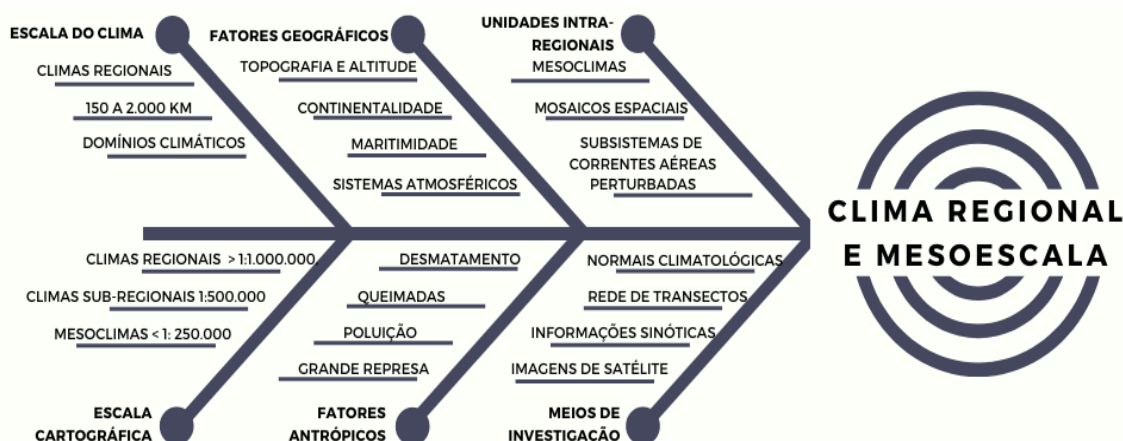 ESCALA DO CLIMA
CLIMAS REGIONAIS
150 A 2.000 KM
DOMÍNIOS CLIMÁTICOS
FATORES GEOGRÁFICOS
TOPOGRAFIA E ALTITUDE
CONTINENTALIDADE
MARITIMIDADE
SISTEMAS ATMOSFÉRICOS
UNIDADES INTRA-
REGIONAIS
MESOCLIMAS
MOSAICOS ESPACIAIS
SUBSISTEMAS DE
CORRENTES AÉREAS
PERTURBADAS
CLIMA REGIONAL
E MESOESCALA
CLIMAS REGIONAIS > 1:1.000.000
CLIMAS SUB-REGIONAIS 1:500.000
MESOCLIMAS < 1: 250.000
ESCALA
CARTOGRÁFICA
DESMATAMENTO
QUEIMADAS
POLUIÇÃO
GRANDE REPRESA
FATORES
ANTRÓPICOS
NORMAIS CLIMATOLÓGICAS
REDE DE TRANSECTOS
INFORMAÇÕES SINÓTICAS
IMAGENS DE SATÉLITE
MEIOS DE
INVESTIGAÇÃO